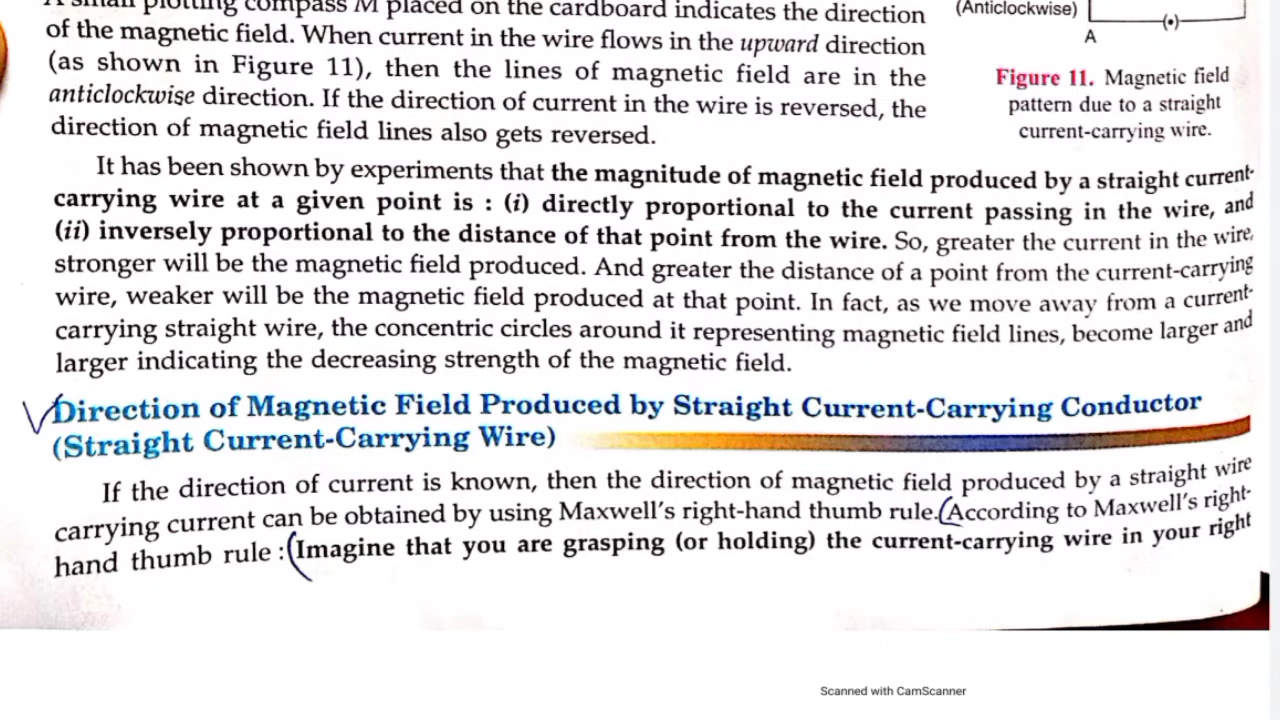 A small plotting compass M placed on the cardboard indicates the direction
of the magnetic field. When current in the wire flows in the upward direction
(as shown in Figure 11), then the lines of magnetic field are in the
anticlockwise direction. If the direction of current in the wire is reversed, the
direction of magnetic field lines also gets reversed.
(Anticlockwise)
A
(•)
Figure 11. Magnetic field
pattern due to a straight
current-carrying wire.
It has been shown by experiments that the magnitude of magnetic field produced by a straight current-
carrying wire at a given point is : (i) directly proportional to the current passing in the wire, and
(ii) inversely proportional to the distance of that point from the wire. So, greater the current in the wire,
stronger will be the magnetic field produced. And greater the distance of a point from the current-carrying
wire, weaker will be the magnetic field produced at that point. In fact, as we move away from a current-
carrying straight wire, the concentric circles around it representing magnetic field lines, become larger and
larger indicating the decreasing strength of the magnetic field.
Direction of Magnetic Field Produced by Straight Current-Carrying Conductor
(Straight Current-Carrying Wire)
If the direction of current is known, then the direction of magnetic field produced by a straight wire
carrying current can be obtained by using Maxwell's right-hand thumb rule. (According to Maxwell's right-
hand thumb rule : (Imagine that you are grasping (or holding) the current-carrying wire in your right
Scanned with CamScanner